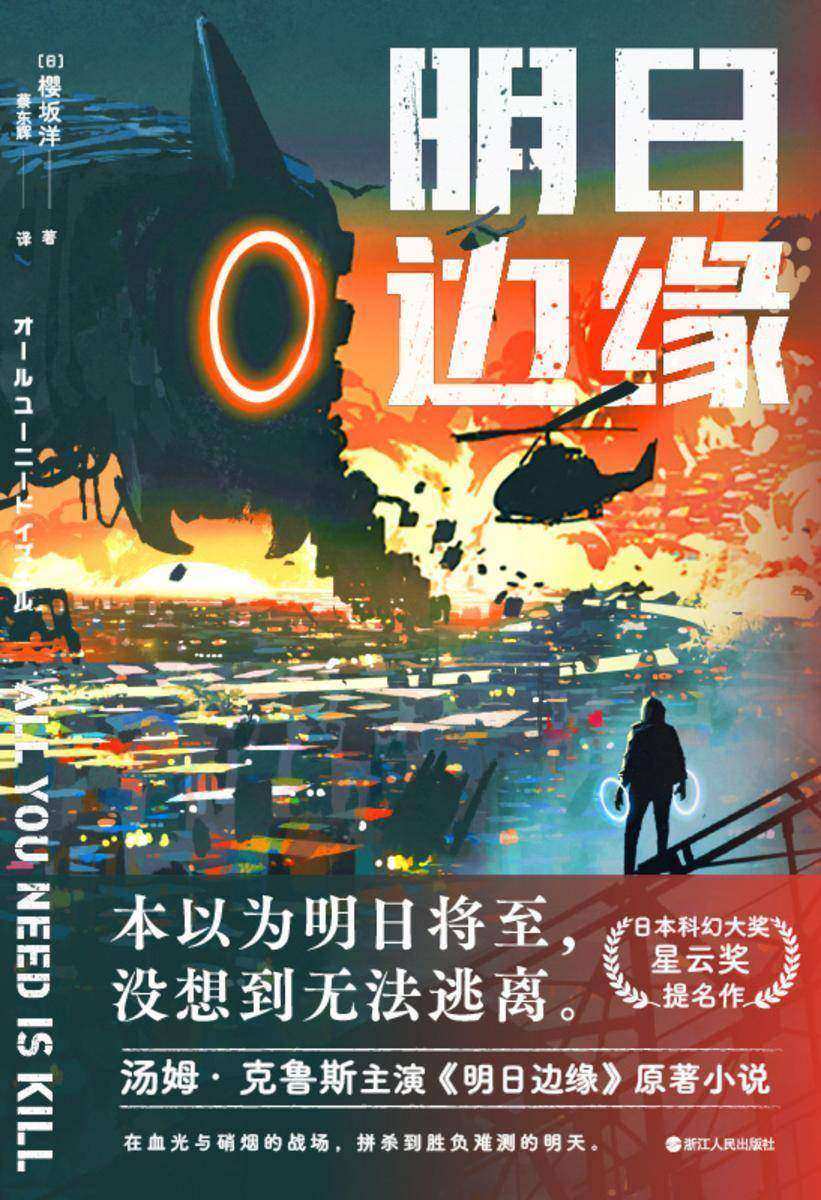 明日
边缘
[日] 樱坂洋 著
蔡东辉 译
オールユーニードイズキル
ALL YOU NEED IS KILL
本以为明日将至，
没想到无法逃离。
日本科幻大奖
星云奖
提名作
汤姆·克鲁斯主演《明日边缘》原著小说
在血光与硝烟的战场，拼杀到胜负难测的明天。
浙江人民出版社